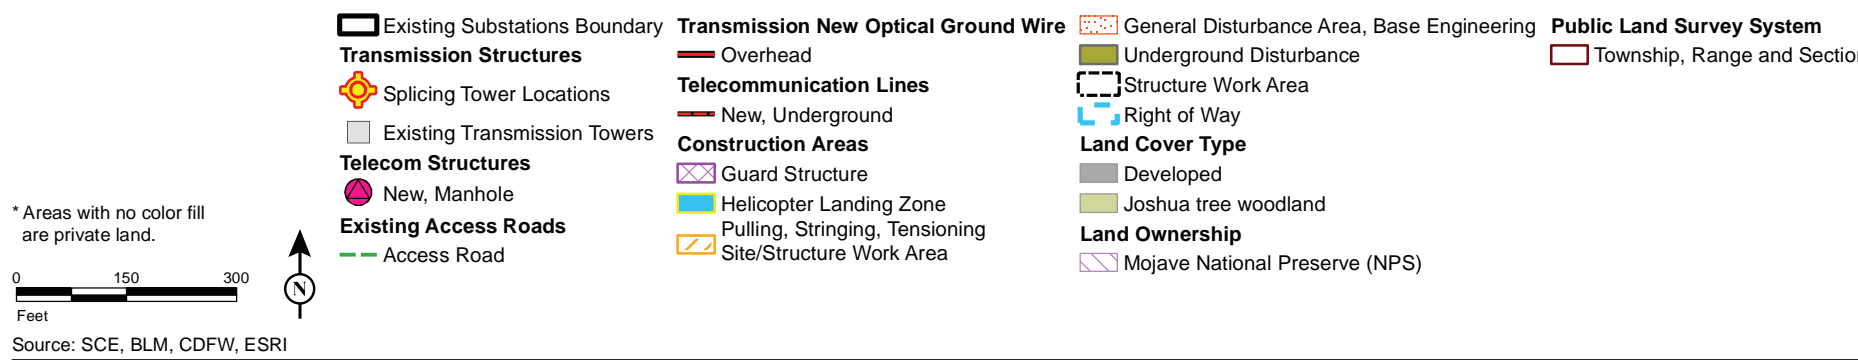 Existing Substations Boundary
Transmission Structures
Splicing Tower Locations
Existing Transmission Towers
Telecom Structures
New, Manhole
Existing Access Roads
Access Road
Transmission New Optical Ground Wire
Overhead
Telecommunication Lines
New, Underground
Construction Areas
Guard Structure
Helicopter Landing Zone
Pulling, Stringing, Tensioning
Site/Structure Work Area
General Disturbance Area, Base Engineering
Underground Disturbance
Structure Work Area
Right of Way
Land Cover Type
Developed
Joshua tree woodland
Land Ownership
Mojave National Preserve (NPS)
Public Land Survey System
Township, Range and Section
* Areas with no color fill
are private land.
0 150 300
Feet
N
Source: SCE, BLM, CDFW, ESRI